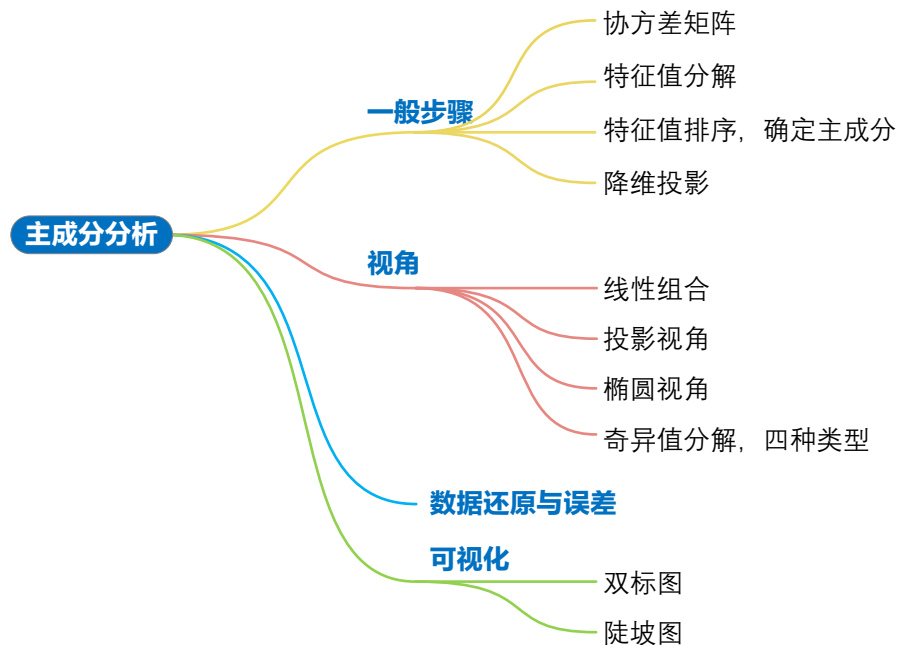 主成分分析
一般步骤
协方差矩阵
特征值分解
特征值排序，确定主成分
降维投影
视角
线性组合
投影视角
椭圆视角
奇异值分解，四种类型
数据还原与误差
可视化
双标图
陡坡图